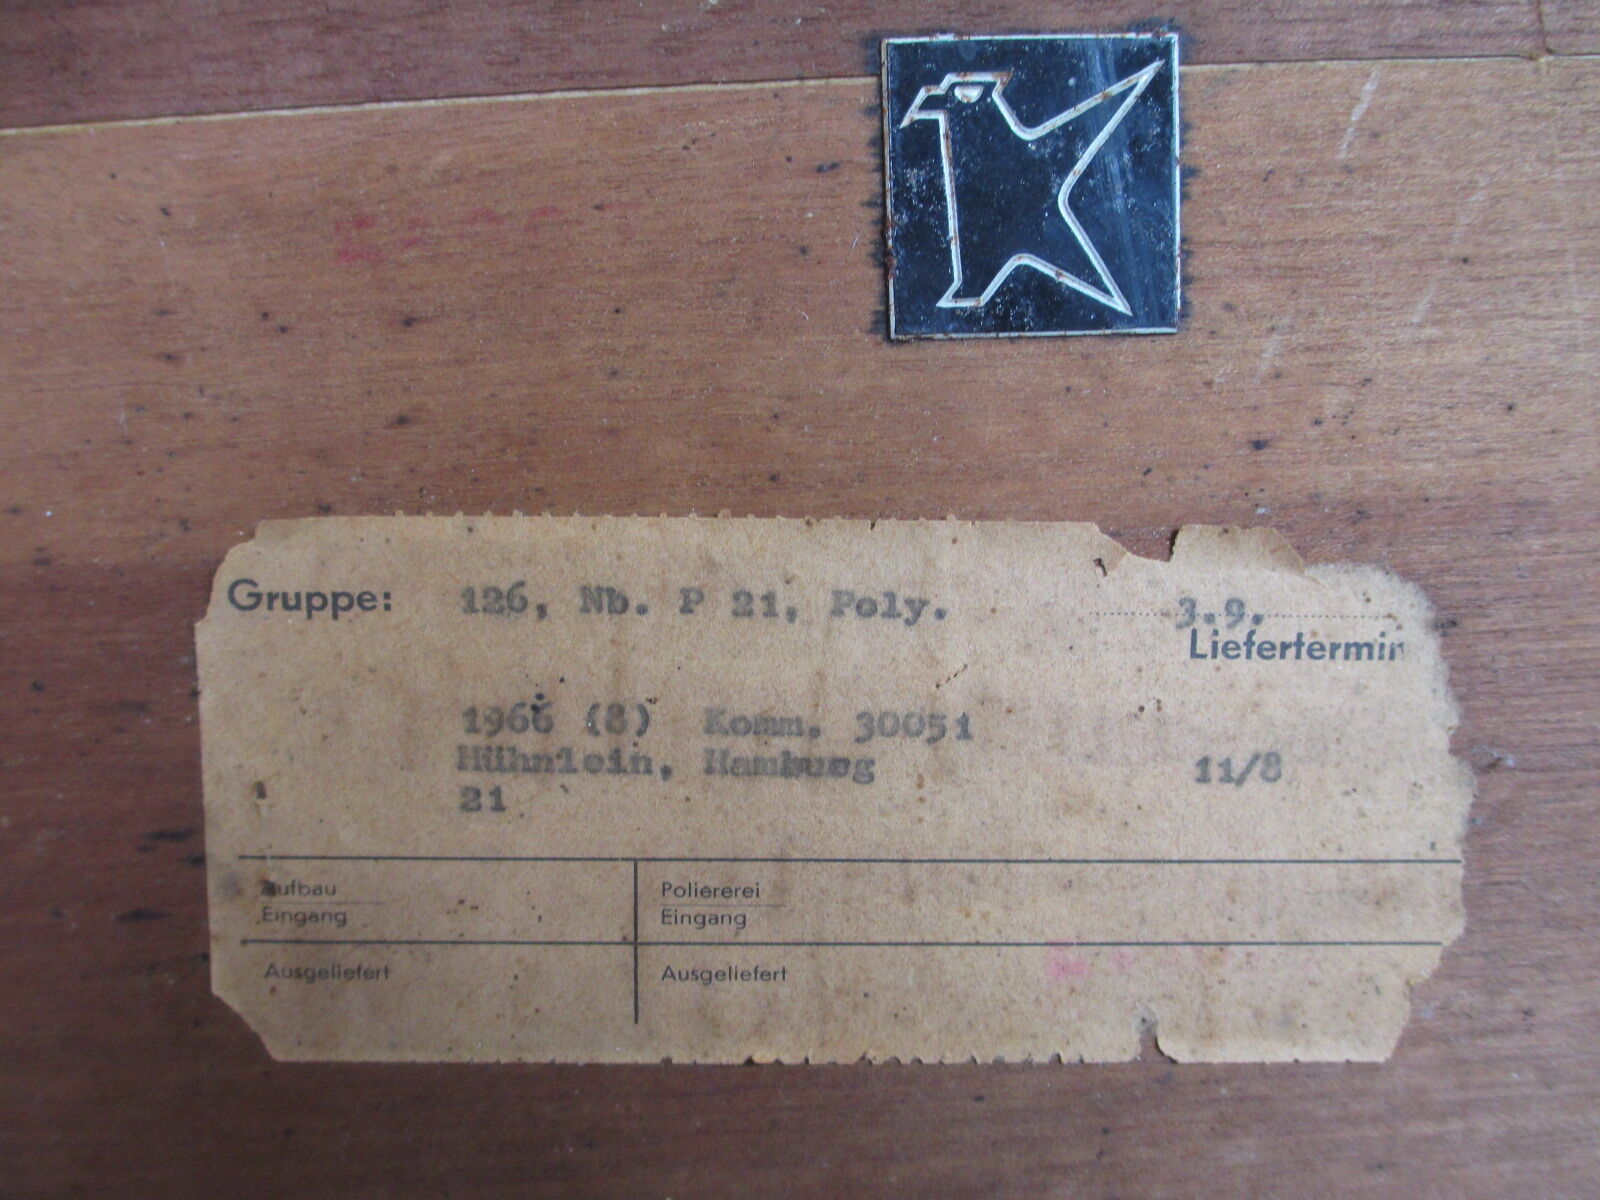 Gruppe: 126, Nb. P 21, Poly. 3.9.
Liefertermin
1966 (8) Komm. 30051
Hühnlein, Hamburg 11/8
21
Aufbau Poliererei
Eingang Eingang
Ausgeliefert Ausgeliefert